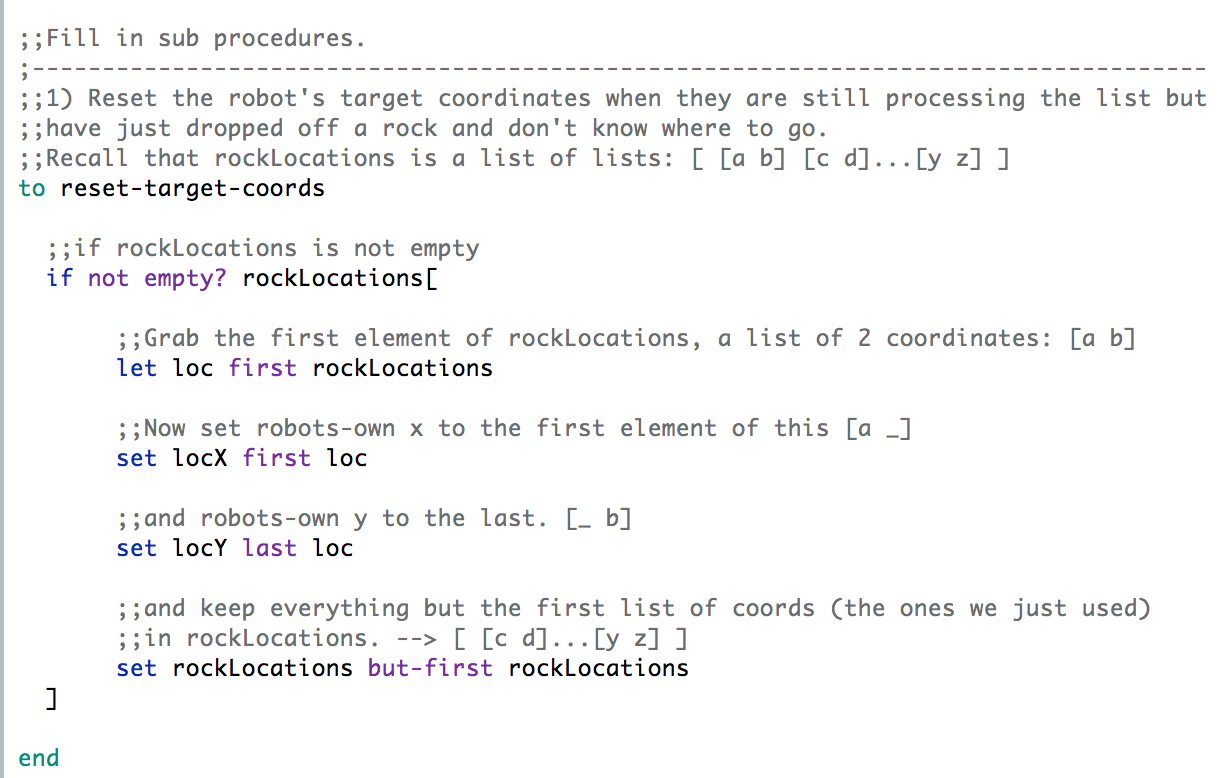 ;;Fill in sub procedures.
;------------------------------------------------------------------------------------
;;1) Reset the robot's target coordinates when they are still processing the list but
;;have just dropped off a rock and don't know where to go.
;;Recall that rockLocations is a list of lists: [ [a b] [c d]...[y z] ]
to reset-target-coords
;;if rockLocations is not empty
if not empty? rockLocations[
;;Grab the first element of rockLocations, a list of 2 coordinates: [a b]
let loc first rockLocations
;;Now set robots-own x to the first element of this [a _]
set locX first loc
;;and robots-own y to the last. [_ b]
set locY last loc
;;and keep everything but the first list of coords (the ones we just used)
;;in rockLocations. --> [ [c d]...[y z] ]
set rockLocations but-first rockLocations
]
end